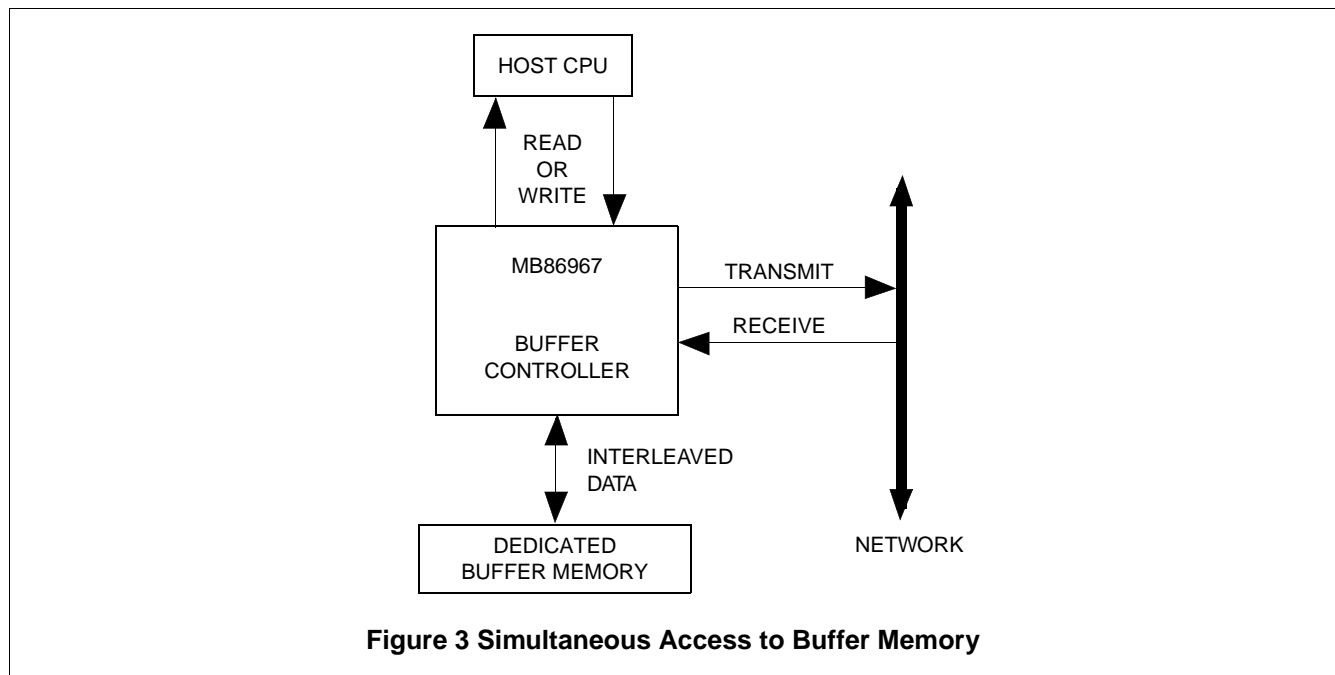 HOST CPU
READ
OR
WRITE
MB86967
BUFFER
CONTROLLER
TRANSMIT
RECEIVE
INTERLEAVED
DATA
DEDICATED
BUFFER MEMORY
NETWORK
Figure 3 Simultaneous Access to Buffer Memory